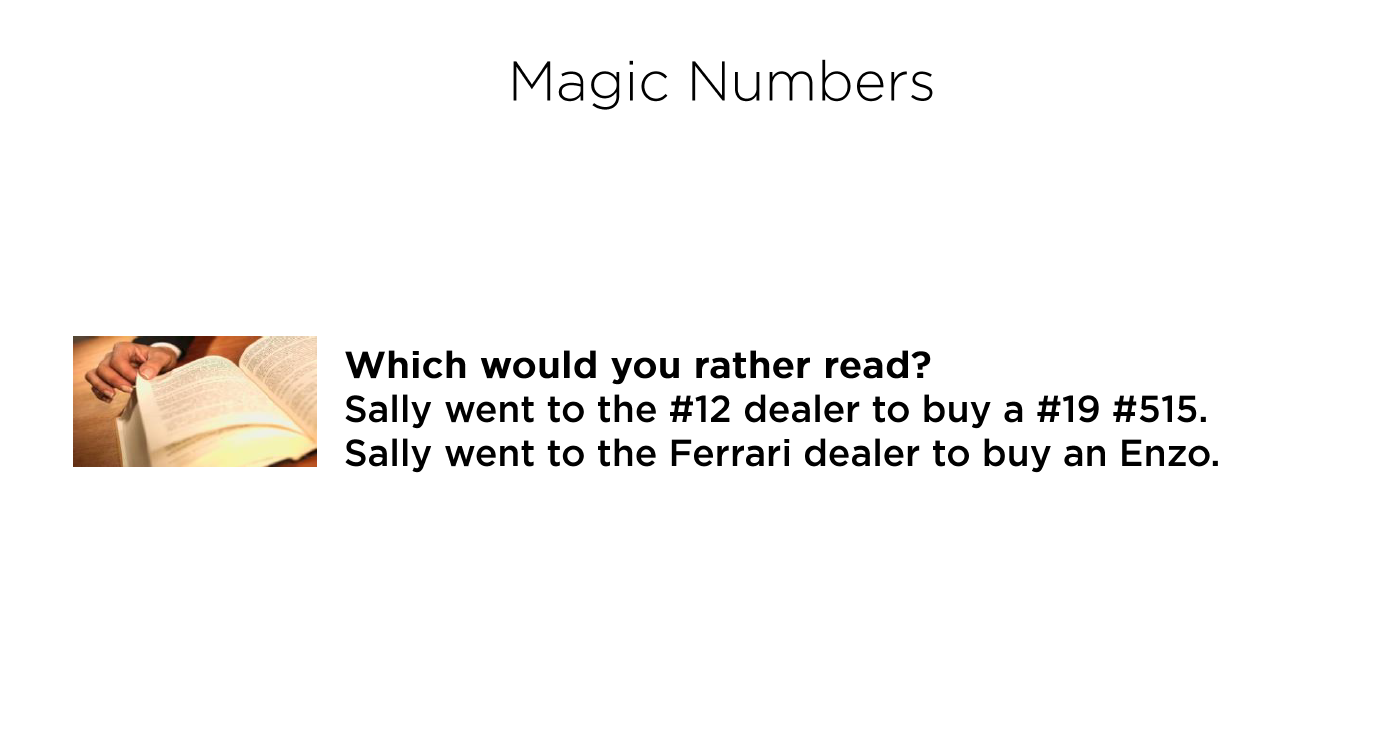 Magic Numbers
Which would you rather read?
Sally went to the #12 dealer to buy a #19 #515.
Sally went to the Ferrari dealer to buy an Enzo.